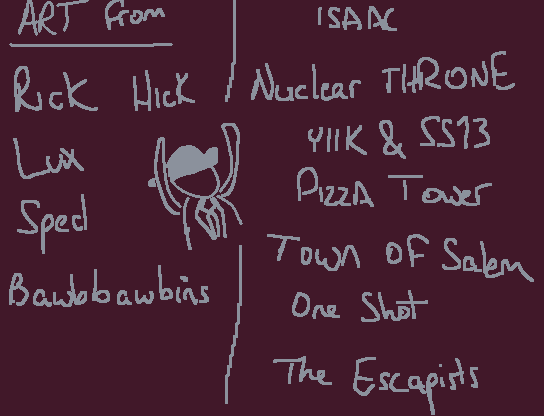 ART From
Rick Hick
Lux
Sped
Bawbbawbins
ISAAC
Nuclear THRONE
YIIK & SS13
PIZZA Tower
Town OF Salem
One Shot
The Escapists